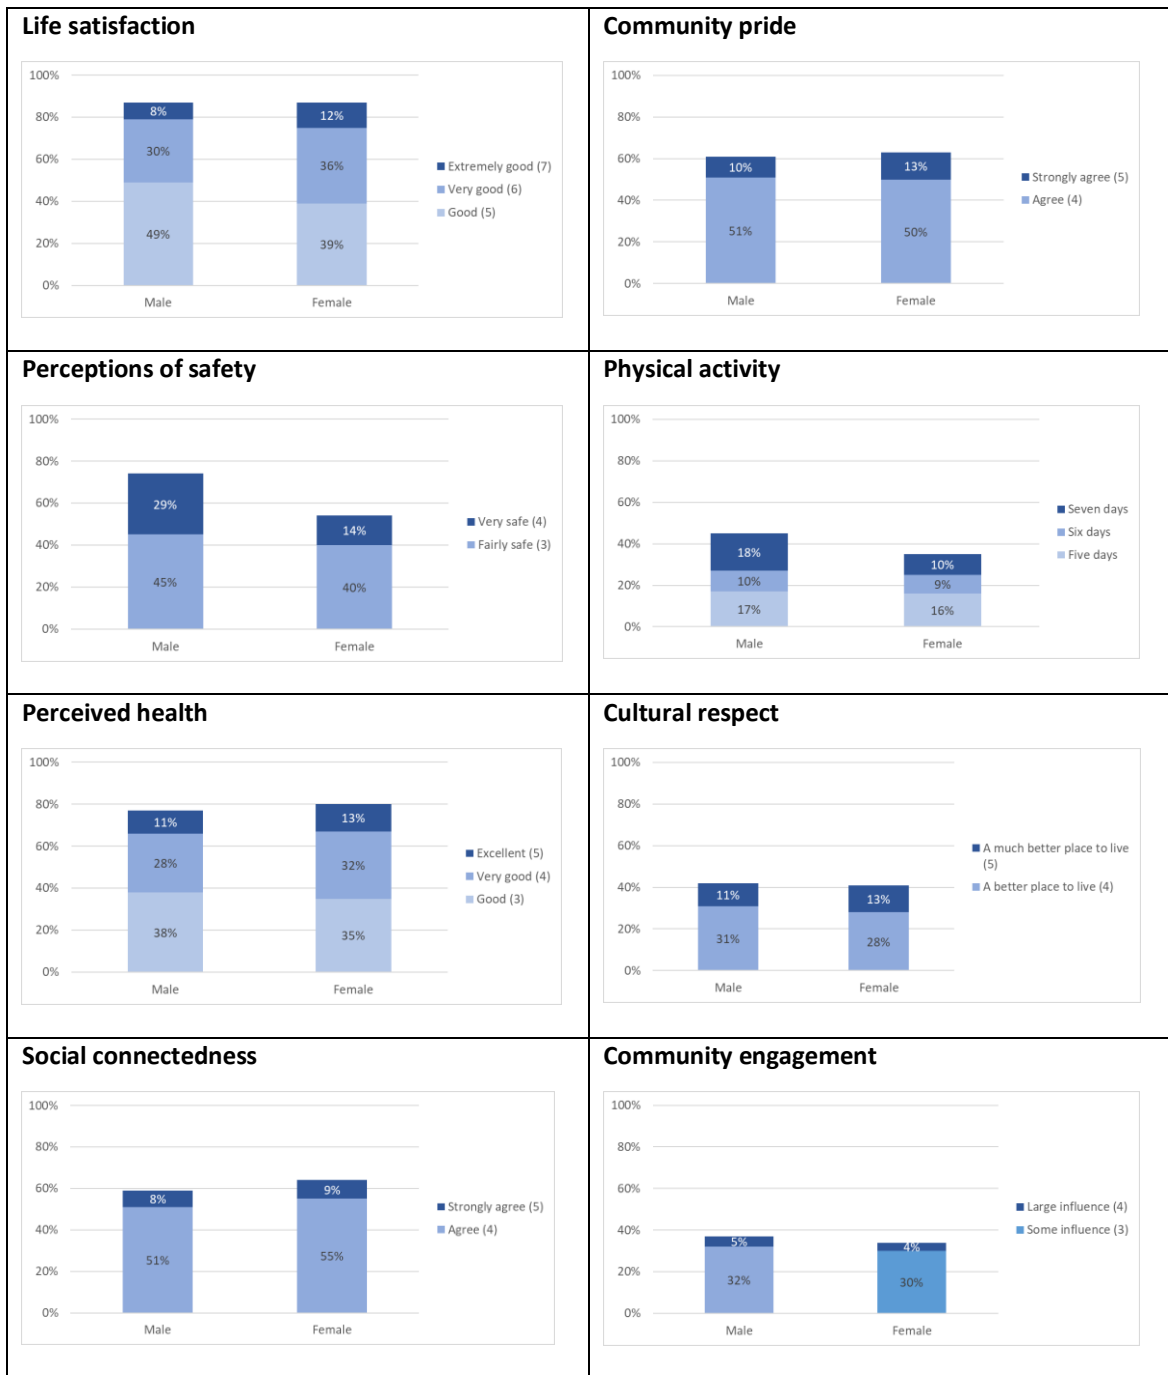 Life satisfaction
100%
80%
60%
40%
20%
0%
8%
30%
49%
12%
36%
39%
Male
Female
Extremely good (7)
Very good (6)
Good (5)
Community pride
100%
80%
60%
40%
20%
0%
10%
51%
13%
50%
Male
Female
Strongly agree (5)
Agree (4)
Perceptions of safety
100%
80%
60%
40%
20%
0%
29%
45%
14%
40%
Male
Female
Very safe (4)
Fairly safe (3)
Physical activity
100%
80%
60%
40%
20%
0%
18%
10%
17%
10%
9%
16%
Male
Female
Seven days
Six days
Five days
Perceived health
100%
80%
60%
40%
20%
0%
11%
28%
38%
13%
32%
35%
Male
Female
Excellent (5)
Very good (4)
Good (3)
Cultural respect
100%
80%
60%
40%
20%
0%
11%
31%
13%
28%
Male
Female
A much better place to live
(5)
A better place to live (4)
Social connectedness
100%
80%
60%
40%
20%
0%
8%
51%
9%
55%
Male
Female
Strongly agree (5)
Agree (4)
Community engagement
100%
80%
60%
40%
20%
0%
5%
32%
4%
30%
Male
Female
Large influence (4)
Some influence (3)